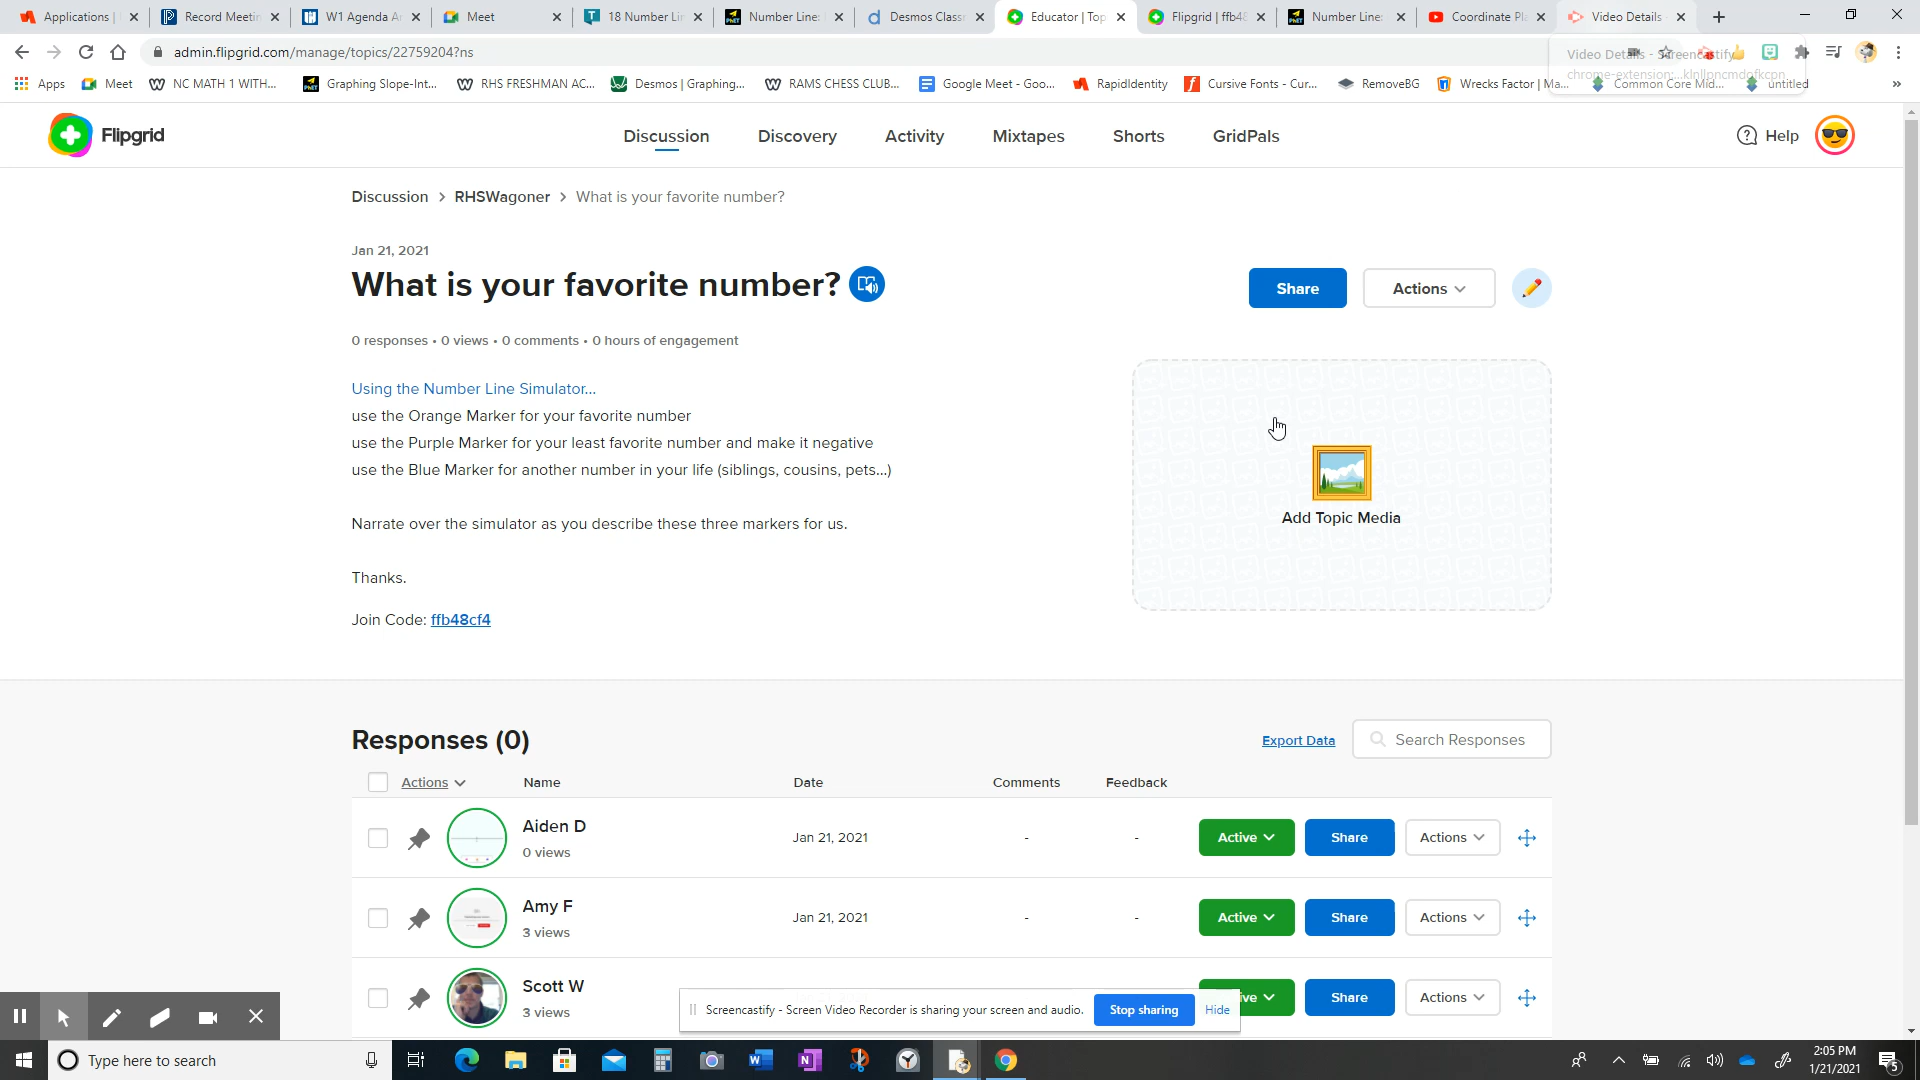 Applications |
Record Meetin
W1 Agenda A
Meet
18 Number Li
Number Line:
Desmos Class
Educator | Top
Flipgrid | ffb48
Number Line:
Coordinate Pl
Video Details
admin.flipgrid.com/manage/topics/22759204?ns
Video Details - Screencastify
Apps
Meet
NC MATH 1 WITH...
Graphing Slope-Int...
RHS FRESHMAN AC...
Desmos | Graphing...
RAMS CHESS CLUB...
Google Meet - Goo...
RapidIdentity
Cursive Fonts - Cur...
RemoveBG
Wrecks Factor | Ma...
Common Core Mid...
untitled
Flipgrid
Discussion
Discovery
Activity
Mixtapes
Shorts
GridPals
Help
Discussion > RHSWagoner > What is your favorite number?
Jan 21, 2021
What is your favorite number?
Share
Actions
0 responses • 0 views • 0 comments • 0 hours of engagement
Using the Number Line Simulator...
use the Orange Marker for your favorite number
use the Purple Marker for your least favorite number and make it negative
use the Blue Marker for another number in your life (siblings, cousins, pets...)
Narrate over the simulator as you describe these three markers for us.
Thanks.
Join Code: ffb48cf4
Add Topic Media
Responses (0)
Export Data
Search Responses
Actions
Name
Date
Comments
Feedback
Aiden D
0 views
Jan 21, 2021
-
-
Active
Share
Actions
Amy F
3 views
Jan 21, 2021
-
-
Active
Share
Actions
Scott W
3 views
ive
Share
Actions
Screencastify - Screen Video Recorder is sharing your screen and audio.
Stop sharing
Hide
Type here to search
2:05 PM
1/21/2021
5